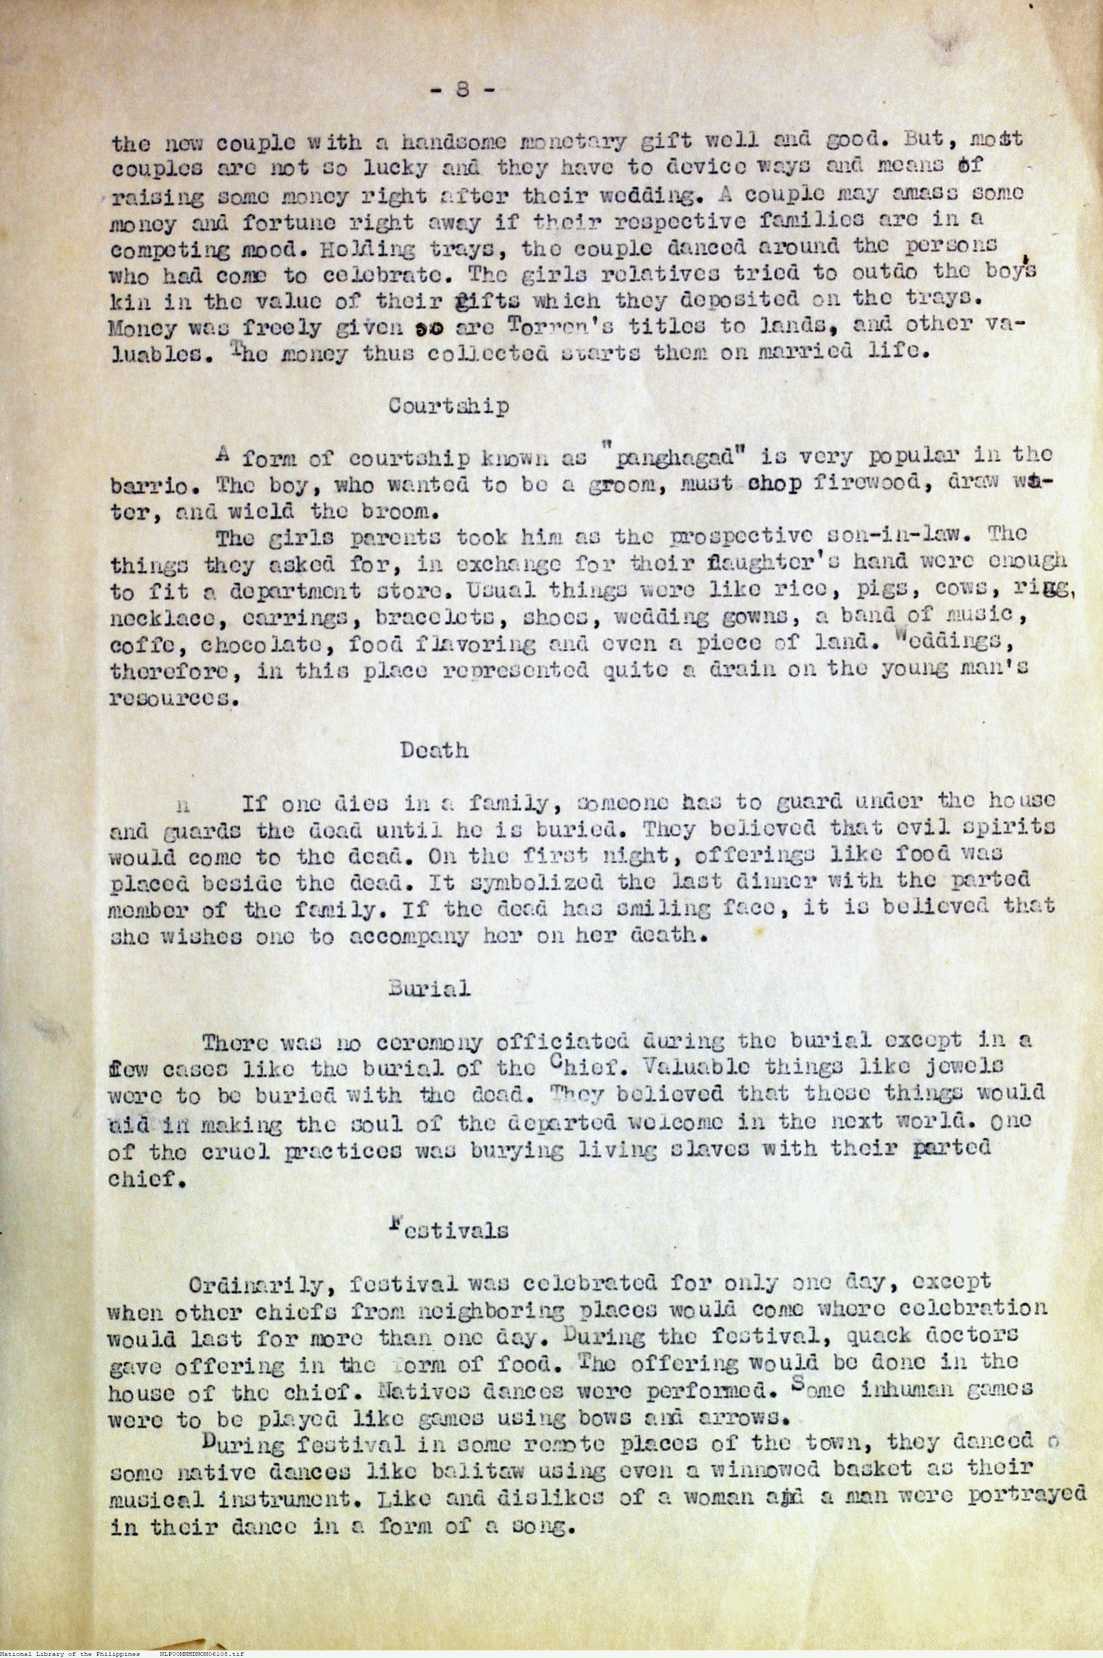 - 8 -
the new couple with a handsome monetary gift well and good. But, most
couples are not so lucky and they have to device ways and means of
raising some money right after their wedding. A couple may amass some
money and fortune right away if their respective families are in a
competing mood. Holding trays, the couple danced around the persons
who had come to celebrate. The girls relatives tried to outdo the boy's
kin in the value of their gifts which they deposited on the trays.
Money was freely given so are Torren's titles to lands, and other va-
luables. The money thus collected starts them on married life.
Courtship
A form of courtship known as "panghagad" is very popular in the
barrio. The boy, who wanted to be a groom, must chop firewood, draw wa-
ter, and wield the broom.
The girls parents took him as the prospective son-in-law. The
things they asked for, in exchange for their daughter's hand were enough
to fit a department store. Usual things were like rice, pigs, cows, ring,
necklace, earrings, bracelets, shoes, wedding gowns, a band of music,
coffe, chocolate, food flavoring and even a piece of land. Weddings,
therefore, in this place represented quite a drain on the young man's
resources.
Death
n If one dies in a family, someone has to guard under the house
and guards the dead until he is buried. They believed that evil spirits
would come to the dead. On the first night, offerings like food was
placed beside the dead. It symbolized the last dinner with the parted
member of the family. If the dead has smiling face, it is believed that
she wishes one to accompany her on her death.
Burial
There was no ceremony officiated during the burial except in a
few cases like the burial of the Chief. Valuable things like jewels
were to be buried with the dead. They believed that these things would
aid in making the soul of the departed welcome in the next world. One
of the cruel practices was burying living slaves with their parted
chief.
Festivals
Ordinarily, festival was celebrated for only one day, except
when other chiefs from neighboring places would come where celebration
would last for more than one day. During the festival, quack doctors
gave offering in the form of food. The offering would be done in the
house of the chief. Natives dances were performed. Some inhuman games
were to be played like games using bows and arrows.
During festival in some remote places of the town, they danced o
some native dances like balitaw using even a winnowed basket as their
musical instrument. Like and dislikes of a woman and a man were portrayed
in their dance in a form of a song.
National Library of the Philippines